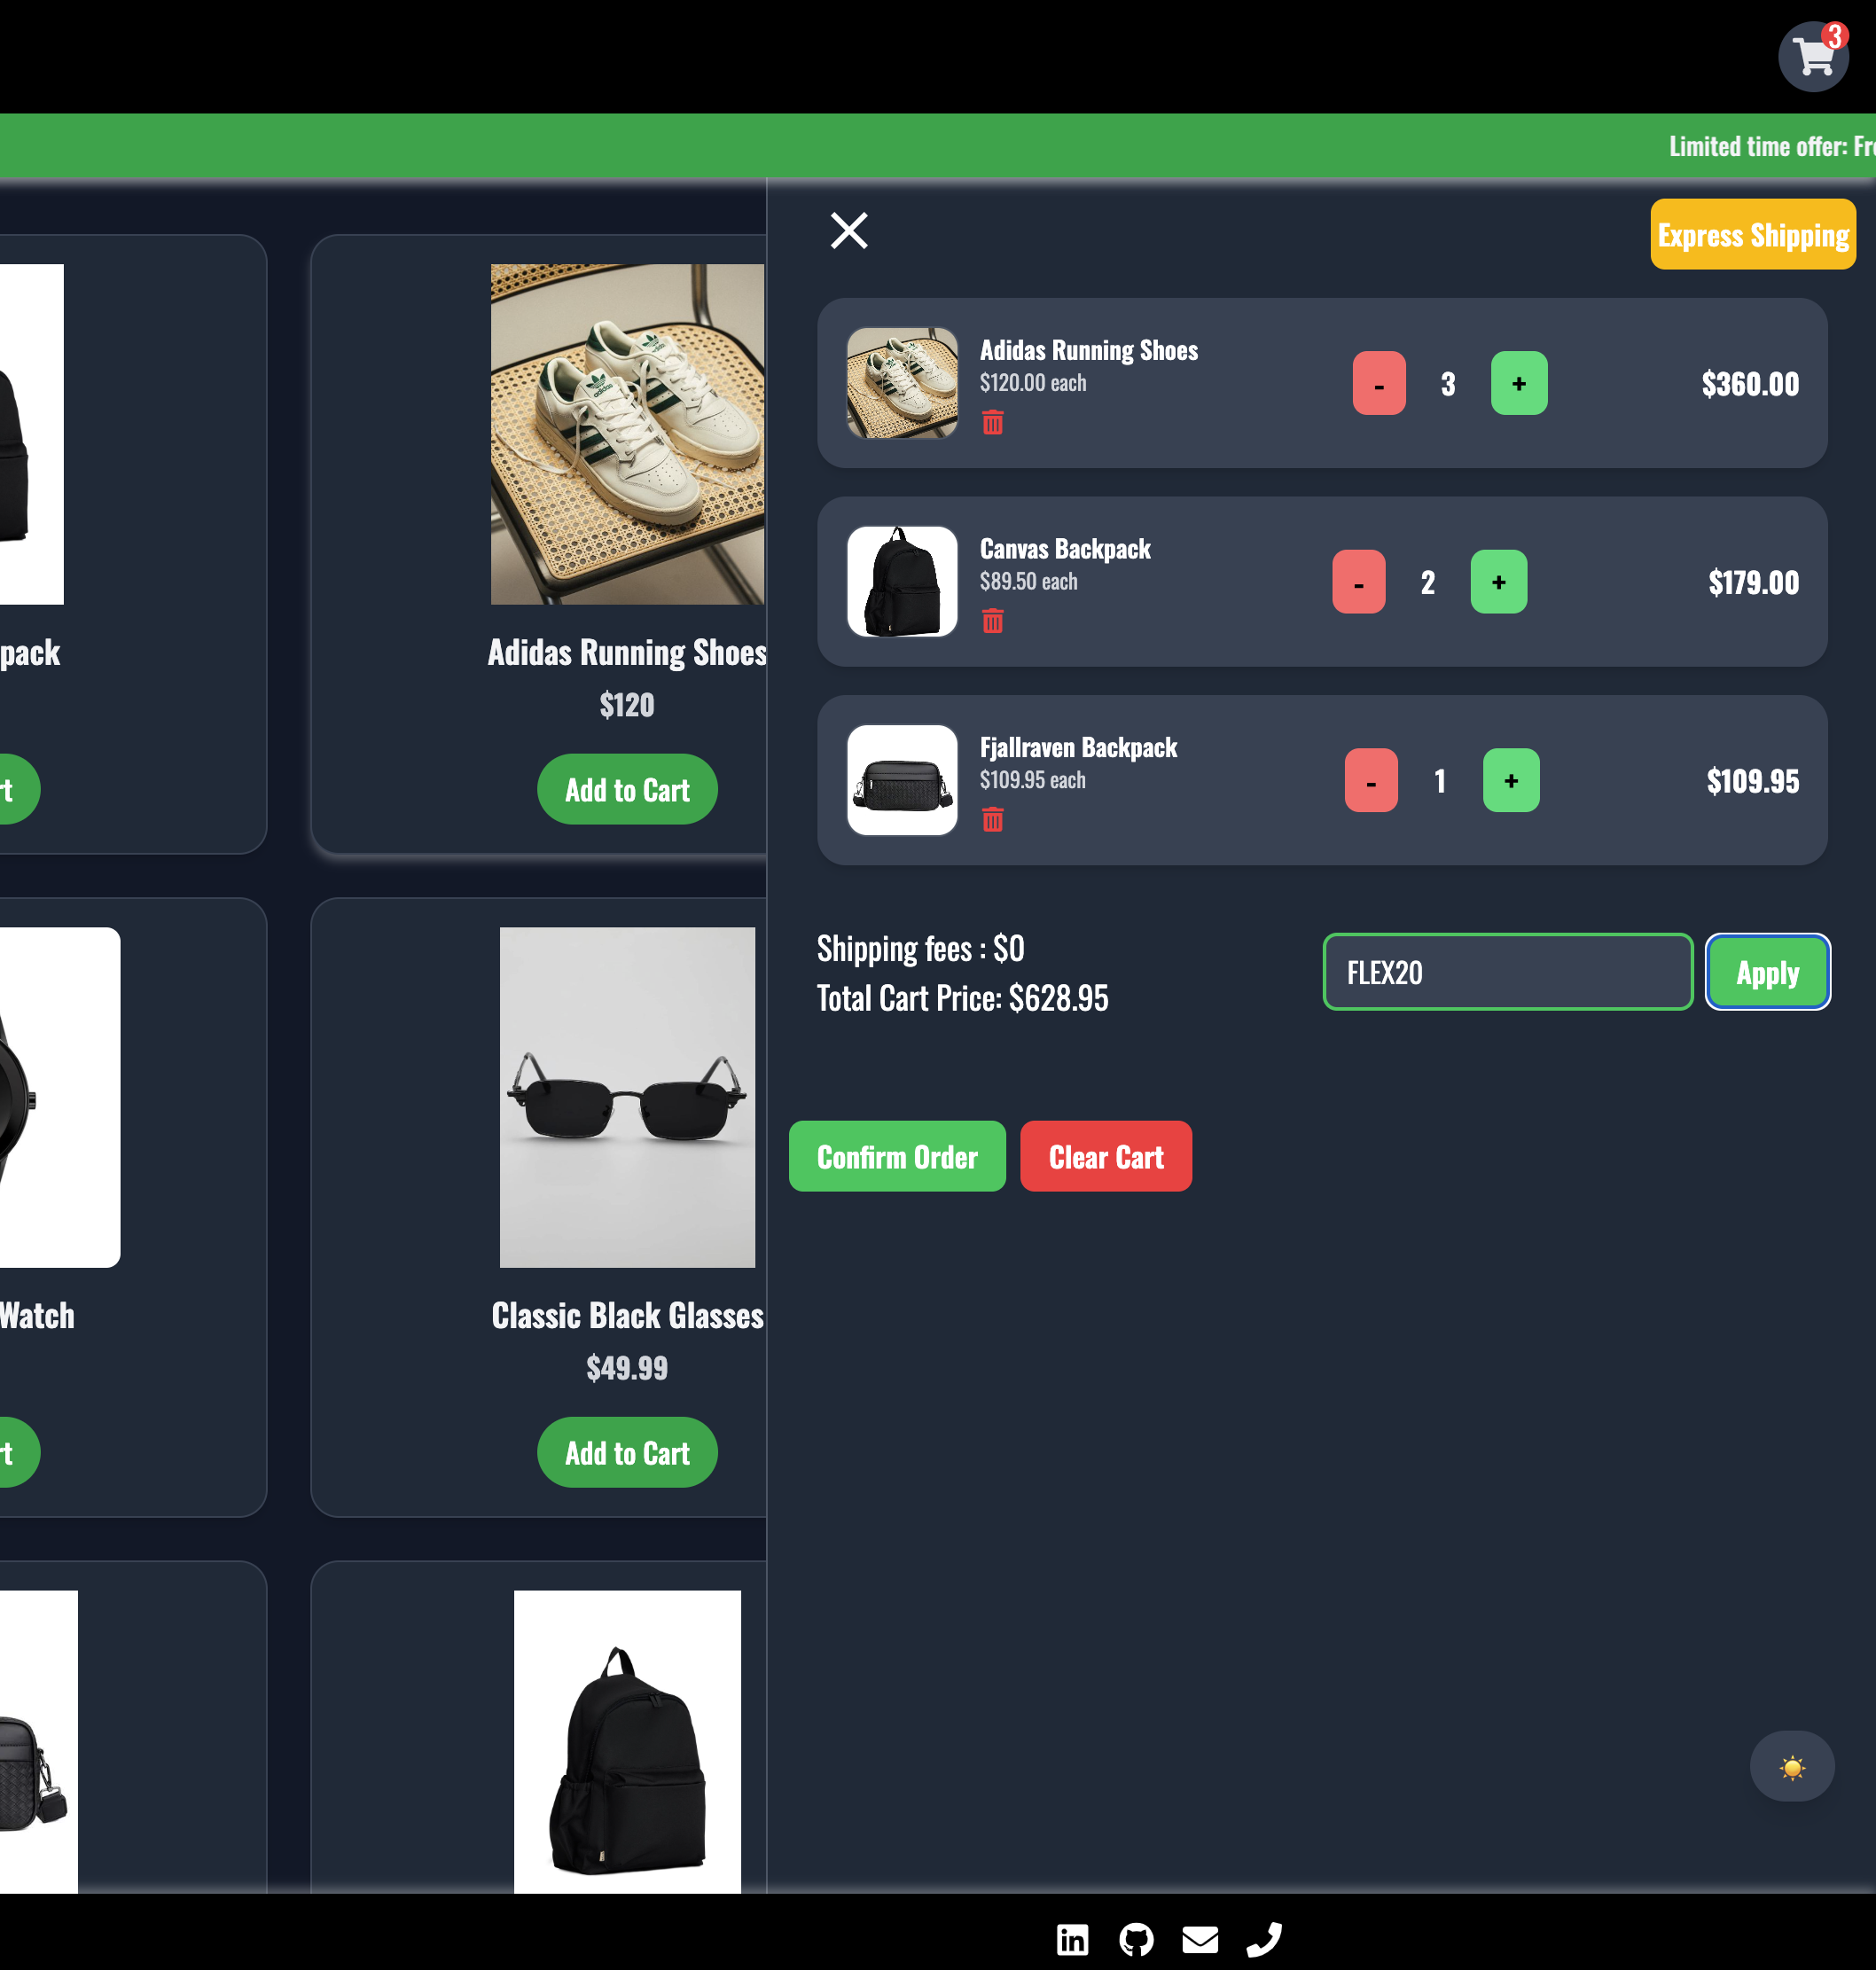 3
Limited time offer: Fre
Express Shipping
Adidas Running Shoes
$120.00 each
- 3 +
$360.00
Canvas Backpack
$89.50 each
- 2 +
$179.00
Fjallraven Backpack
$109.95 each
- 1 +
$109.95
Shipping fees : $0
Total Cart Price: $628.95
FLEX20
Apply
Confirm Order
Clear Cart
pack
rt
Adidas Running Shoes
$120
Add to Cart
Watch
rt
Classic Black Glasses
$49.99
Add to Cart